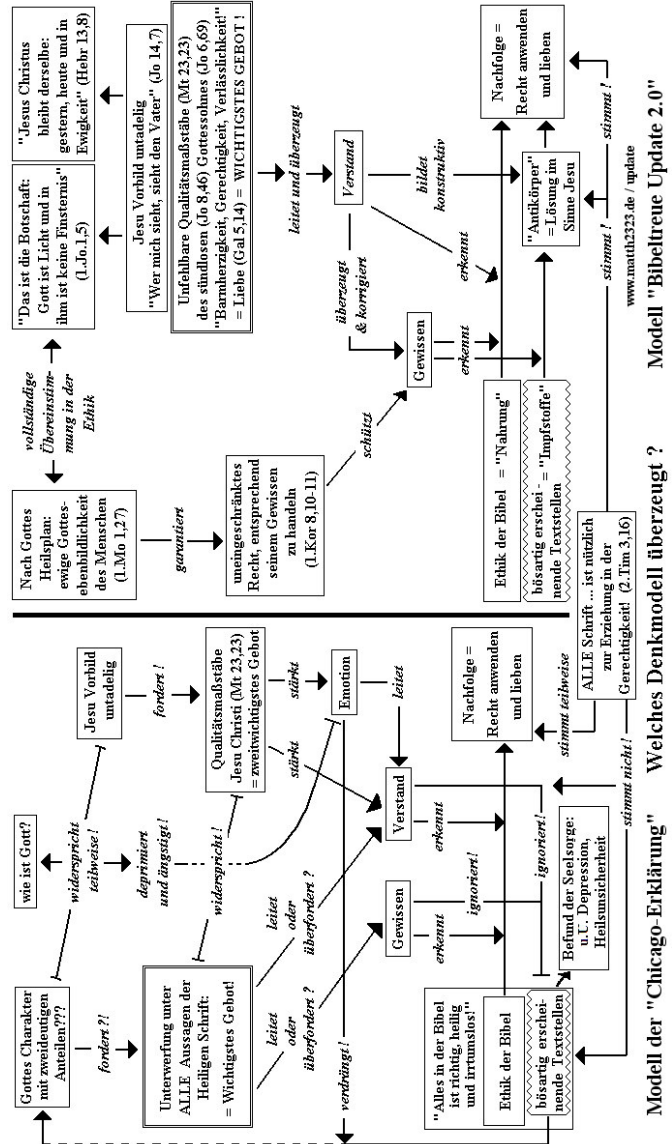 Gottes Charakter
mit zweideutigen
Anteilen???
wie ist Gott?
widerspricht
teilweise!
Jesu Vorbild
untadelig
fordert?!
deprimiert
und ängstigt!
fordert !
Unterwerfung unter
ALLE Aussagen der
Heiligen Schrift:
= Wichtigstes Gebot!
widerspricht !
Qualitätsmaßstäbe
Jesu Christi (Mt 23,23)
= zweitwichtigstes Gebot
leitet
oder
überfordert ?
leitet
oder
überfordert ?
stärkt
stärkt
Emotion
verdrängt!
leitet
Gewissen
Verstand
erkennt
ignoriert!
erkennt
ignoriert!
"Alles in der Bibel
ist richtig, heilig
und irrtumslos!"
Ethik der Bibel
bösartig erschei-
nende Textstellen
Nachfolge =
Recht anwenden
und lieben
Befund der Seelsorge:
u.U. Depression,
Heilsunsicherheit
stimmt teilweise
stimmt nicht!
ALLE Schrift ... ist nützlich
zur Erziehung in der
Gerechtigkeit! (2.Tim 3,16)
Modell der "Chicago-Erklärung"
Welches Denkmodell überzeugt ?
Modell "Bibeltreue Update 2.0"
Nach Gottes
Heilsplan:
ewige Gottes-
ebenbildlichkeit
des Menschen
(1.Mo 1,27)
vollständige
Übereinstim-
mung in der
Ethik
"Das ist die Botschaft:
Gott ist Licht und in
ihm ist keine Finsternis"
(1.Jo.1,5)
"Jesus Christus
bleibt derselbe:
gestern, heute und in
Ewigkeit" (Hebr 13,8)
Jesu Vorbild untadelig
"Wer mich sieht, sieht den Vater" (Jo 14,7)
Unfehlbare Qualitätsmaßstäbe (Mt 23,23)
des sündlosen (Jo 8,46) Gottessohnes (Jo 6,69)
"Barmherzigkeit, Gerechtigkeit, Verlässlichkeit!"
= Liebe (Gal 5,14) = WICHTIGSTES GEBOT !
garantiert
uneingeschränktes
Recht, entsprechend
seinem Gewissen
zu handeln
(1.Kor 8,10-11)
leitet und überzeugt
Verstand
schützt
überzeugt
& korrigiert
Gewissen
erkennt
erkennt
bildet
konstruktiv
Ethik der Bibel = "Nahrung"
bösartig erschei - = "Impfstoffe"
nende Textstellen
"Antikörper"
= Lösung im
Sinne Jesu
Nachfolge =
Recht anwenden
und lieben
stimmt !
stimmt !
www.matth2323.de / update